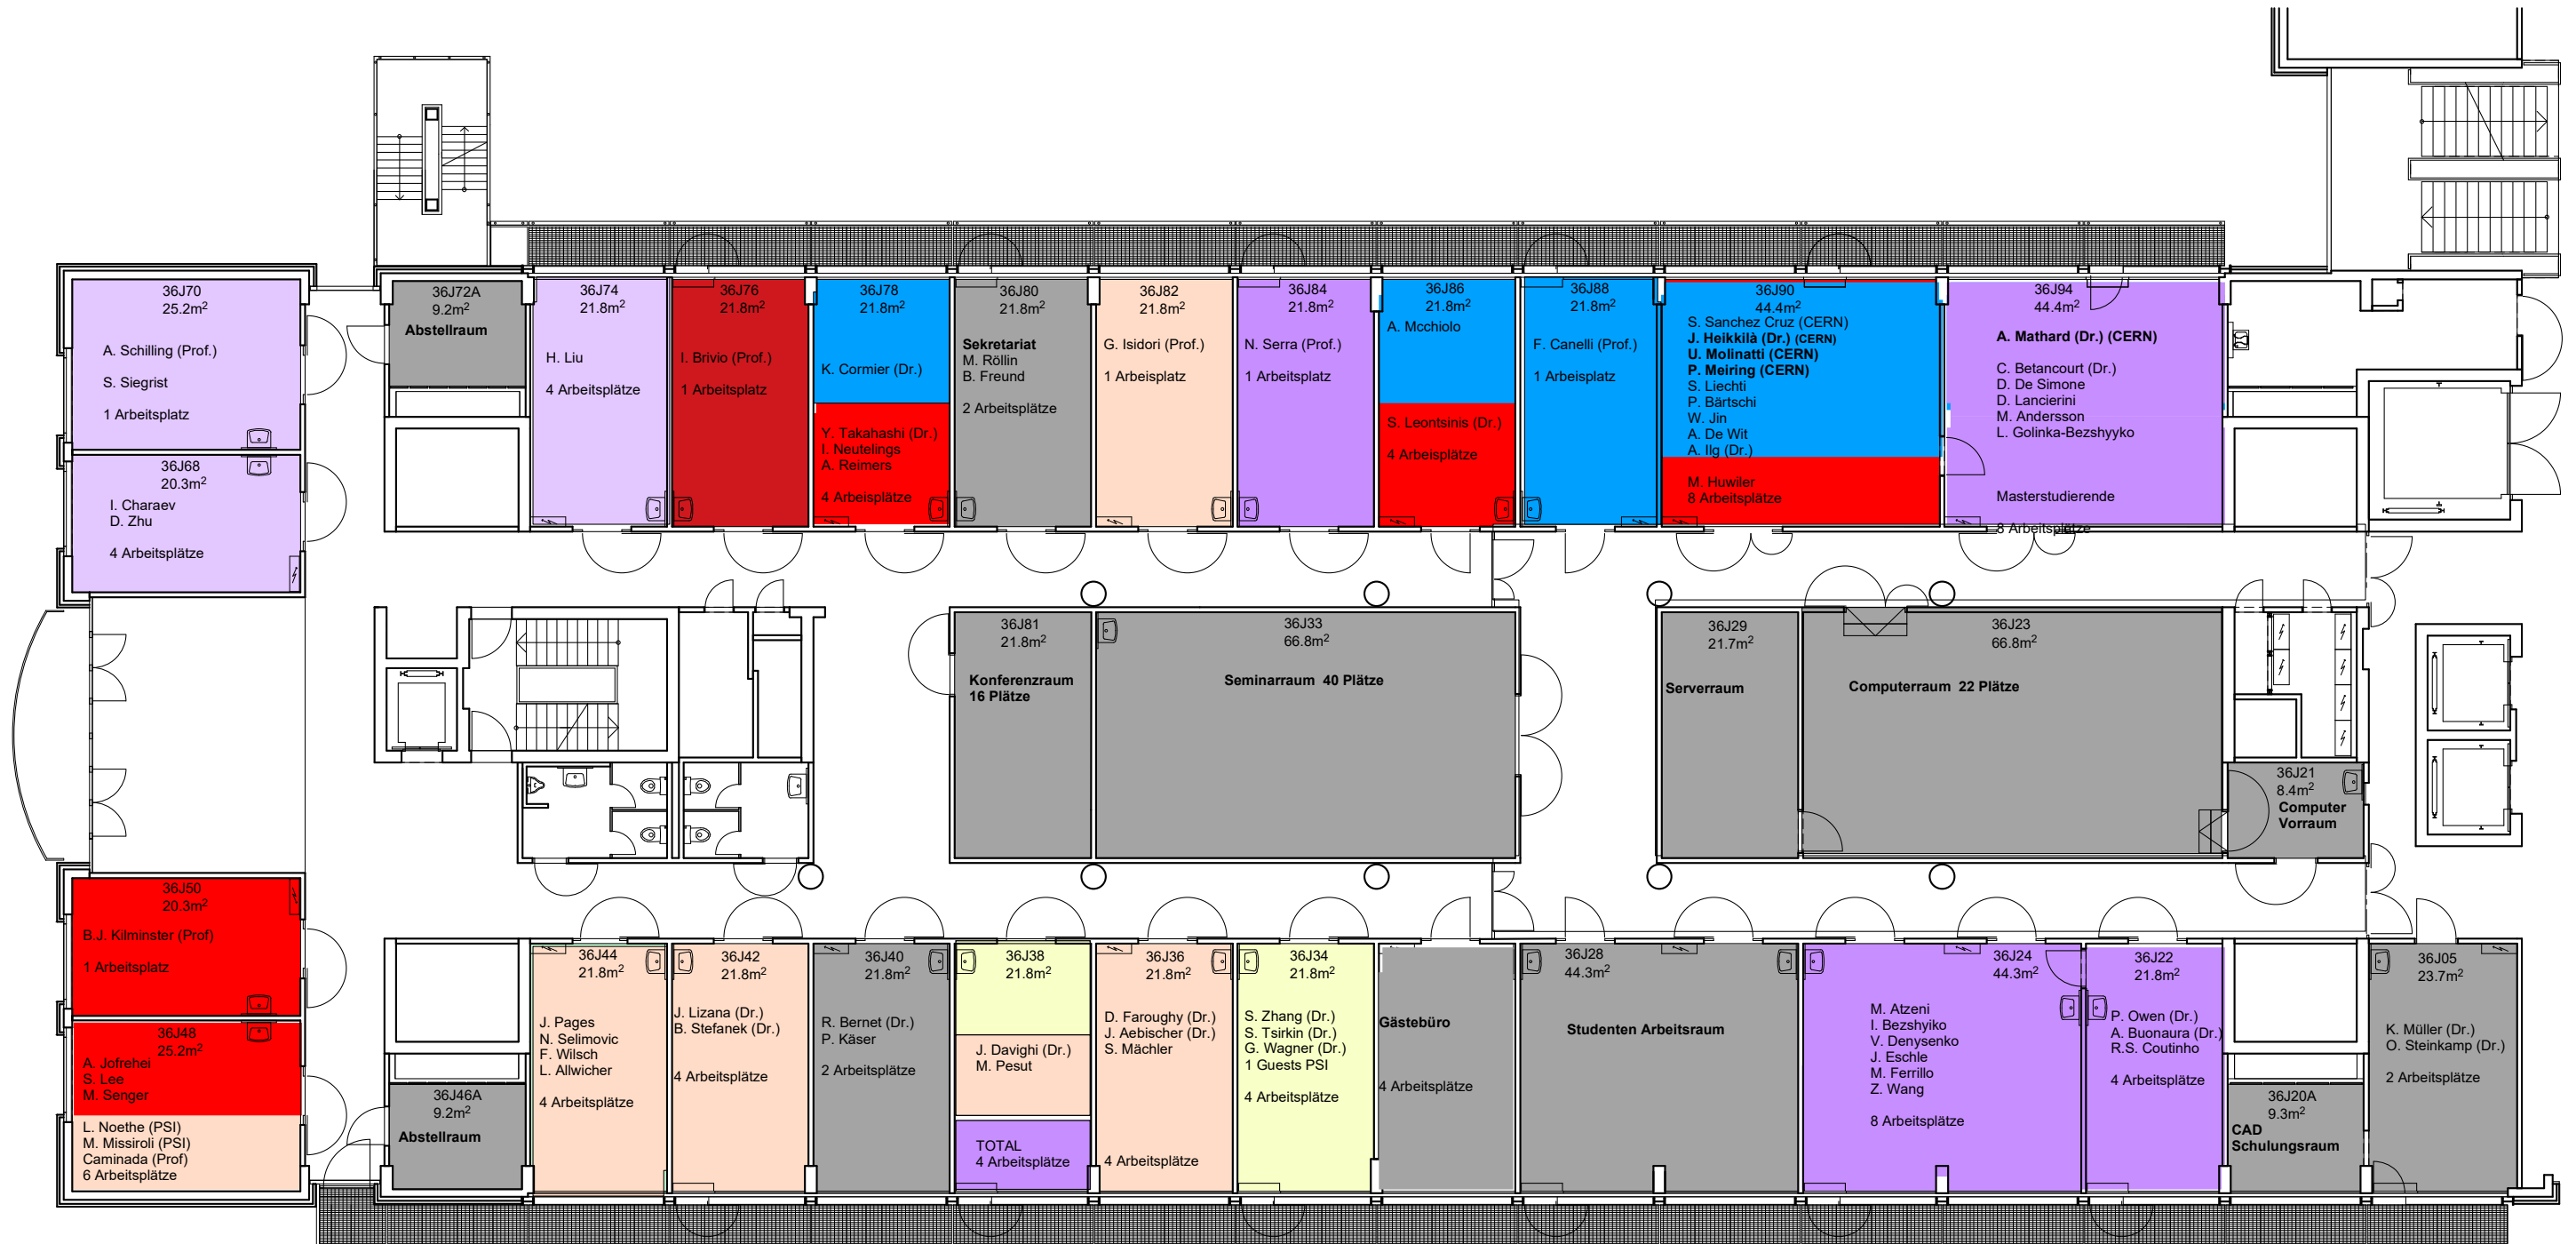 36J70
25.2m²
A. Schilling (Prof.)
S. Siegrist
1 Arbeitsplatz
36J72A
9.2m²
Abstellraum
36J74
21.8m²
H. Liu
4 Arbeitsplätze
36J76
21.8m²
I. Brivio (Prof.)
1 Arbeitsplatz
36J78
21.8m²
K. Cormier (Dr.)
Y. Takahashi (Dr.)
I. Neutelings
A. Reimers
4 Arbeisplätze
36J80
21.8m²
Sekretariat
M. Röllin
B. Freund
2 Arbeitsplätze
36J82
21.8m²
G. Isidori (Prof.)
1 Arbeisplatz
36J84
21.8m²
N. Serra (Prof.)
1 Arbeitsplatz
36J86
21.8m²
A. Mcchiolo
S. Leontsinis (Dr.)
4 Arbeisplätze
36J88
21.8m²
F. Canelli (Prof.)
1 Arbeisplatz
36J90
44.4m²
S. Sanchez Cruz (CERN)
J. Heikkilà (Dr.) (CERN)
U. Molinatti (CERN)
P. Meiring (CERN)
S. Liechti
P. Bärtschi
W. Jin
A. De Wit
A. Ilg (Dr.)
M. Huwiler
8 Arbeitsplätze
36J94
44.4m²
A. Mathard (Dr.) (CERN)
C. Betancourt (Dr.)
D. De Simone
D. Lancierini
M. Andersson
L. Golinka-Bezshyyko
Masterstudierende
8 Arbeitsplätze
36J68
20.3m²
I. Charaev
D. Zhu
4 Arbeitsplätze
36J81
21.8m²
Konferenzraum
16 Plätze
36J33
66.8m²
Seminarraum 40 Plätze
36J29
21.7m²
Serverraum
36J23
66.8m²
Computerraum 22 Plätze
36J21
8.4m²
Computer
Vorraum
36J50
20.3m²
B.J. Kilminster (Prof)
1 Arbeitsplatz
36J48
25.2m²
A. Jofrehei
S. Lee
M. Senger
L. Noethe (PSI)
M. Missiroli (PSI)
Caminada (Prof)
6 Arbeitsplätze
36J46A
9.2m²
Abstellraum
36J44
21.8m²
J. Pages
N. Selimovic
F. Wilsch
L. Allwicher
4 Arbeitsplätze
36J42
21.8m²
J. Lizana (Dr.)
B. Stefanek (Dr.)
4 Arbeitsplätze
36J40
21.8m²
R. Bernet (Dr.)
P. Käser
2 Arbeitsplätze
36J38
21.8m²
J. Davighi (Dr.)
M. Pesut
TOTAL
4 Arbeitsplätze
36J36
21.8m²
D. Faroughy (Dr.)
J. Aebischer (Dr.)
S. Mächler
4 Arbeitsplätze
36J34
21.8m²
S. Zhang (Dr.)
S. Tsirkin (Dr.)
G. Wagner (Dr.)
1 Guests PSI
4 Arbeitsplätze
Gästebüro
4 Arbeitsplätze
36J28
44.3m²
Studenten Arbeitsraum
36J24
44.3m²
M. Atzeni
I. Bezshyiko
V. Denysenko
J. Eschle
M. Ferrillo
Z. Wang
8 Arbeitsplätze
36J22
21.8m²
P. Owen (Dr.)
A. Buonaura (Dr.)
R.S. Coutinho
4 Arbeitsplätze
36J20A
9.3m²
CAD
Schulungsraum
36J05
23.7m²
K. Müller (Dr.)
O. Steinkamp (Dr.)
2 Arbeitsplätze